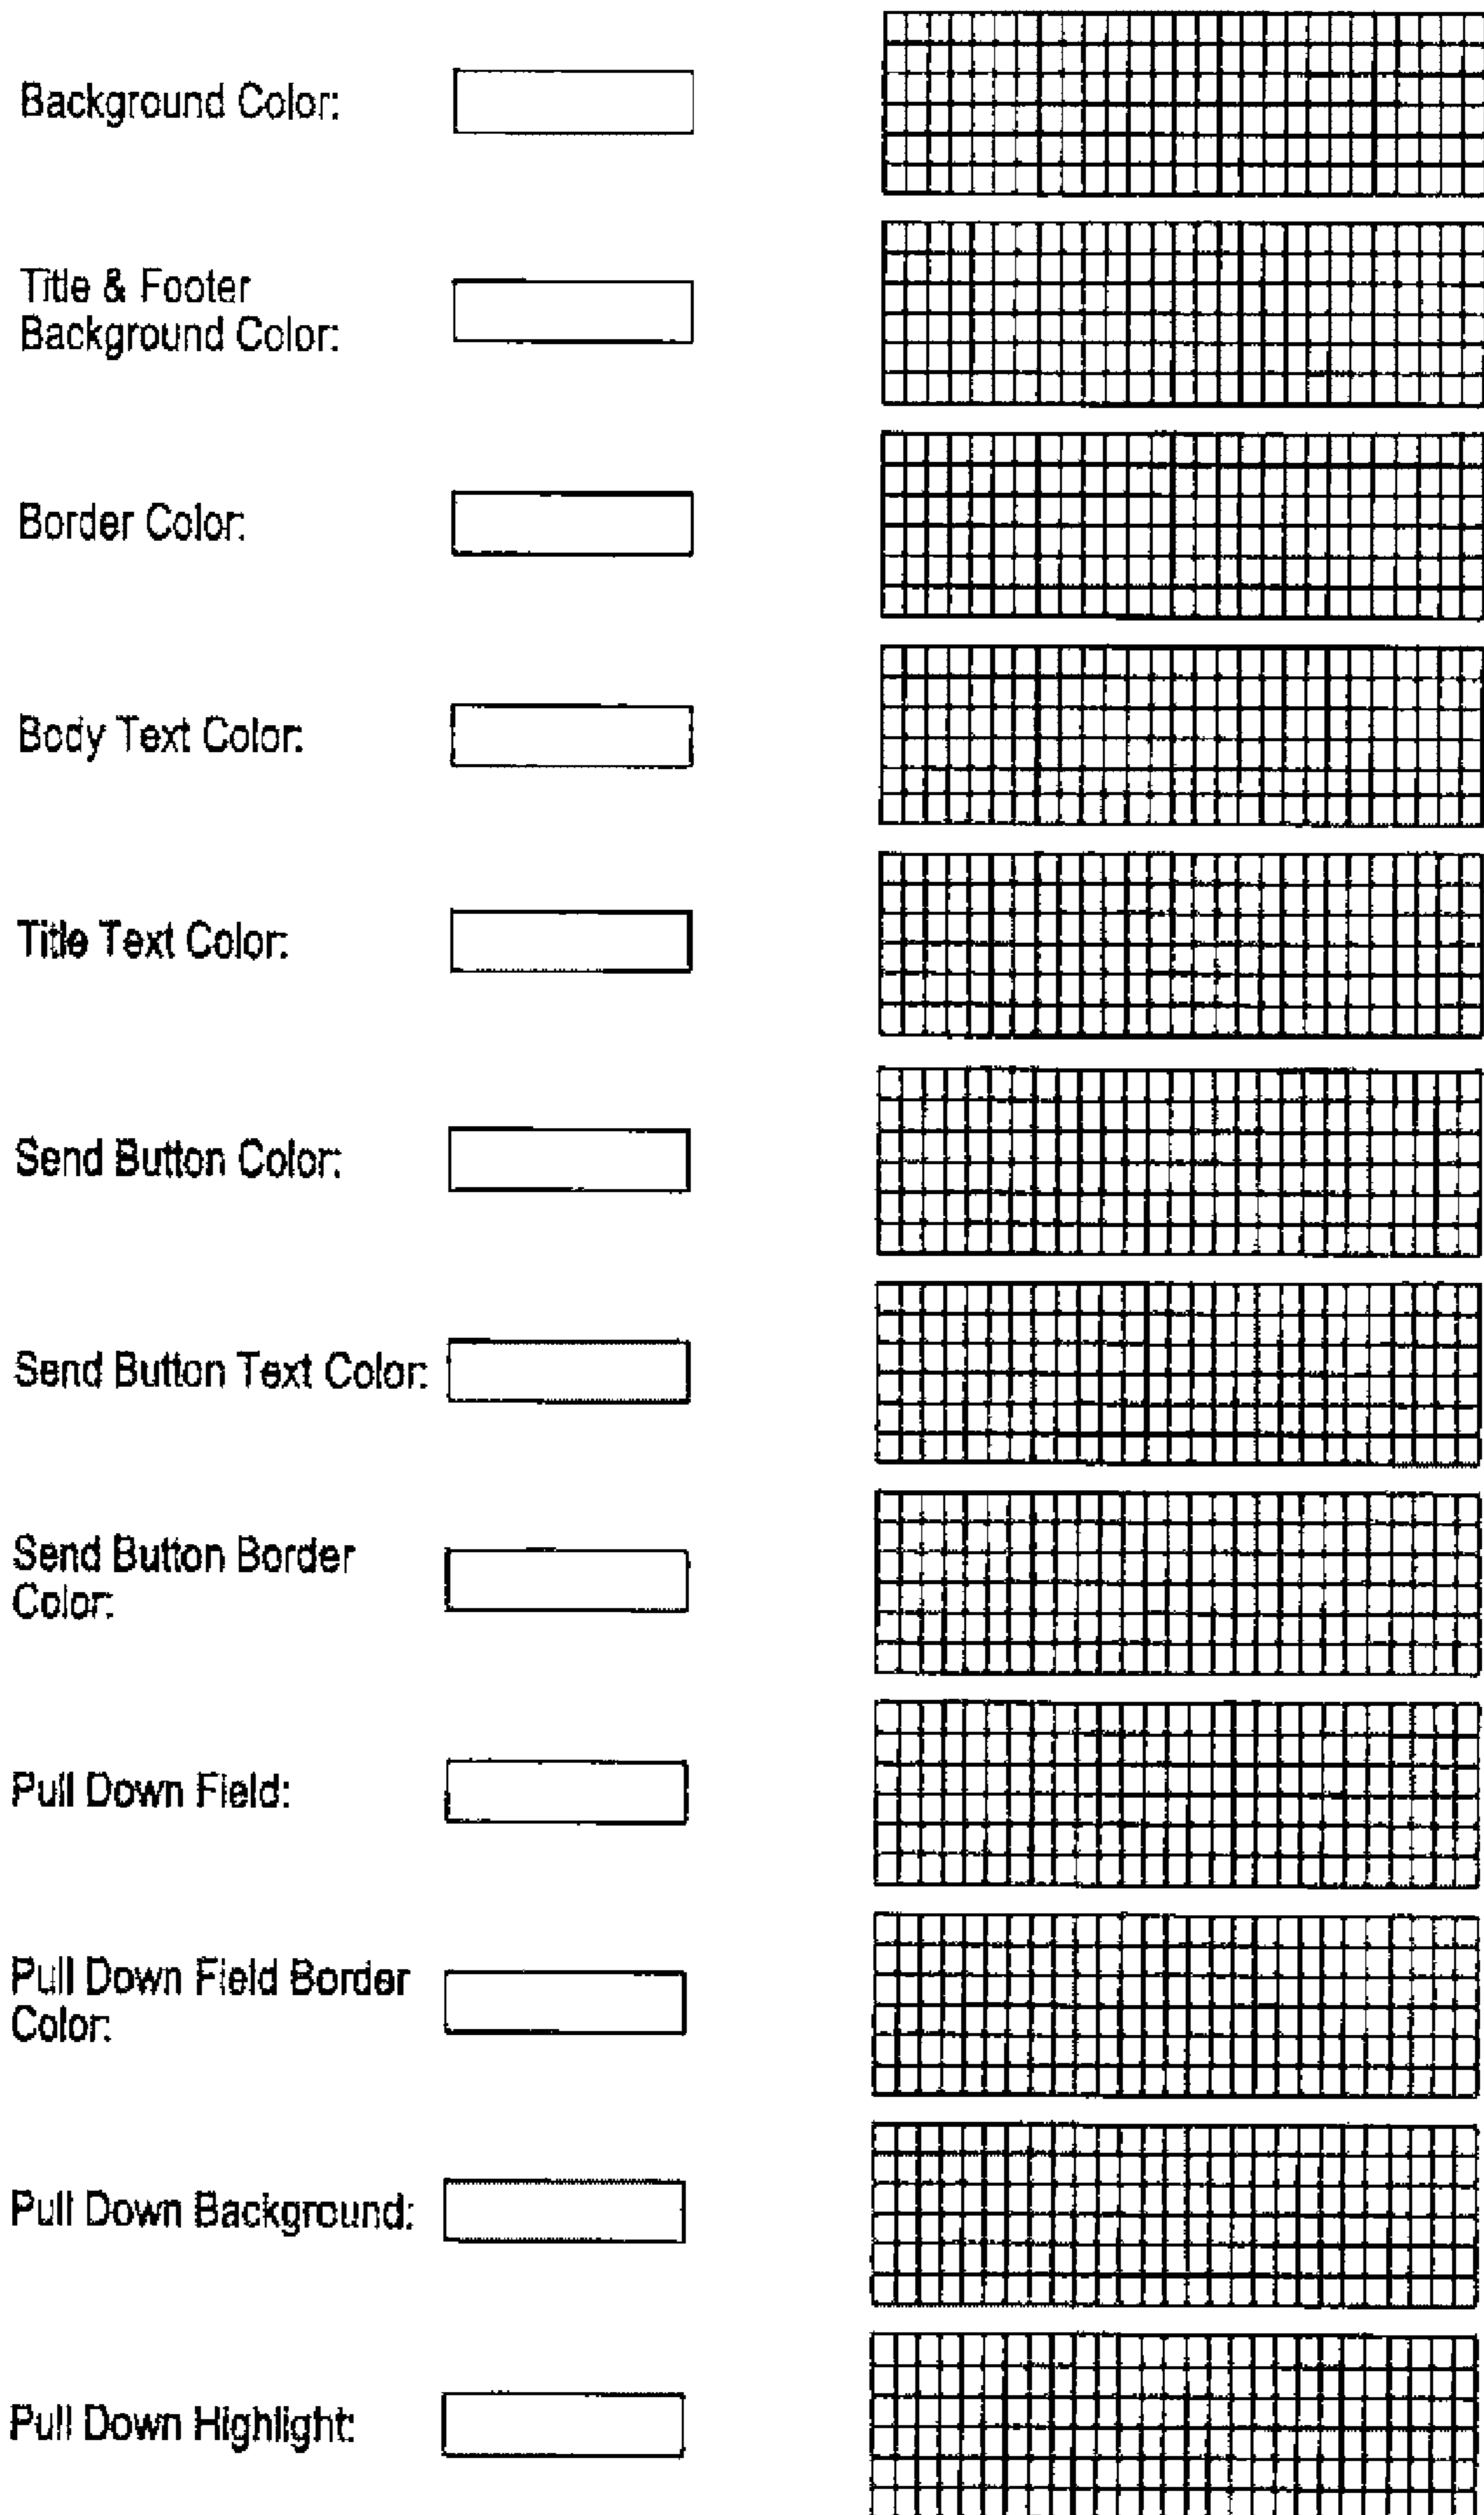 Background Color:
Title & Footer
Background Color:
Border Color:
Body Text Color:
Title Text Color:
Send Button Color:
Send Button Text Color:
Send Button Border
Color:
Pull Down Field:
Pull Down Field Border
Color:
Pull Down Background:
Pull Down Highlight: